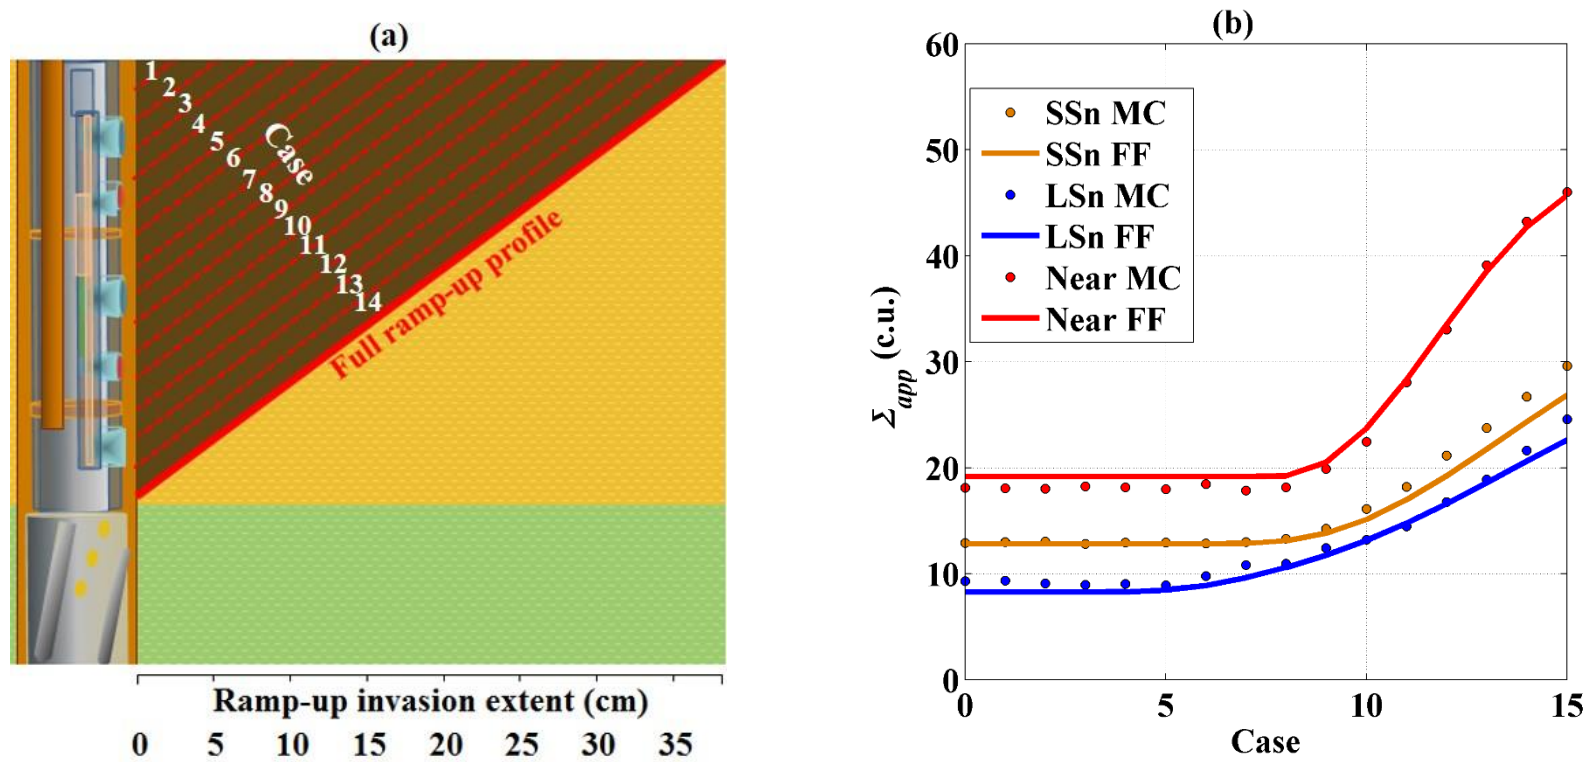 (a)
1
2
3
4
5
6
7
8
9
10
11
12
13
14
Case
Full ramp-up profile
Ramp-up invasion extent (cm)
0 5 10 15 20 25 30 35
(b)
60
50
40
30
20
10
0
Σapp (c.u.)
SSn MC
SSn FF
LSn MC
LSn FF
Near MC
Near FF
0 5 10 15
Case